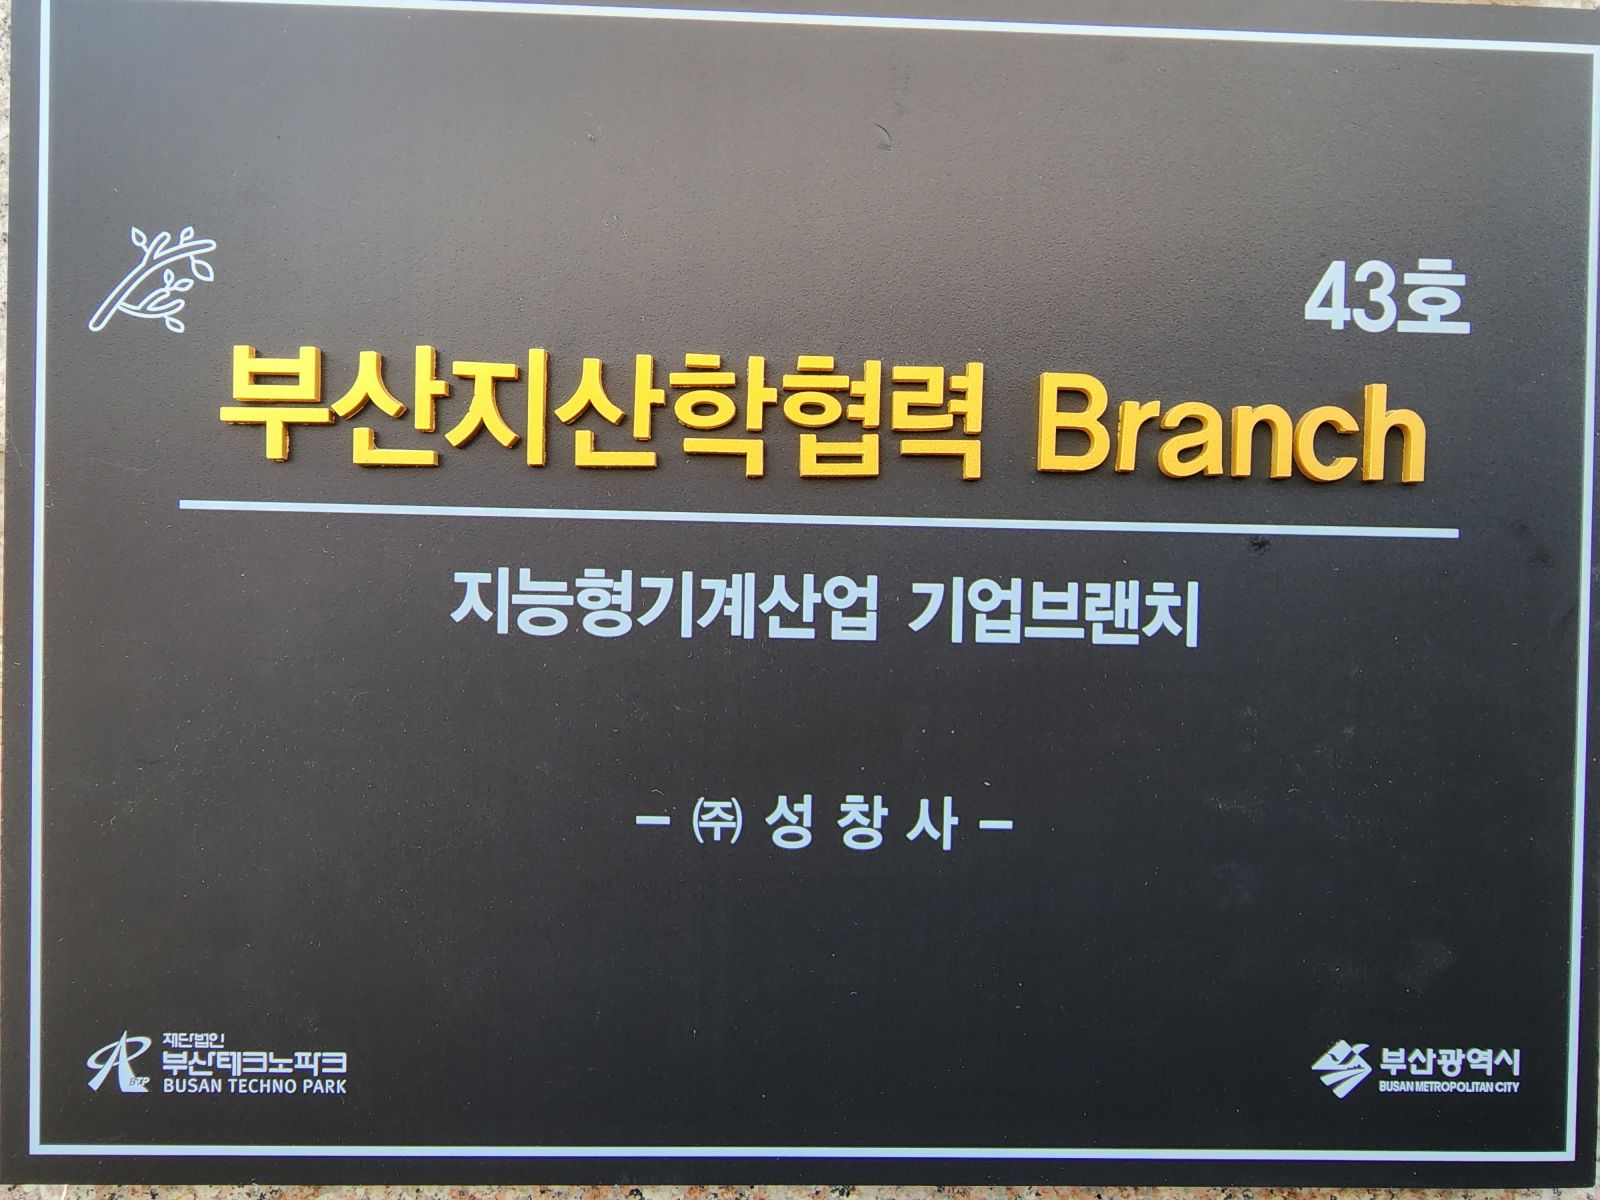 43호
부산지산학협력 Branch
지능형기계산업 기업브랜치
- ㈜ 성 창 사 -
BTP
재단법인
부산테크노파크
BUSAN TECHNO PARK
부산광역시
BUSAN METROPOLITAN CITY